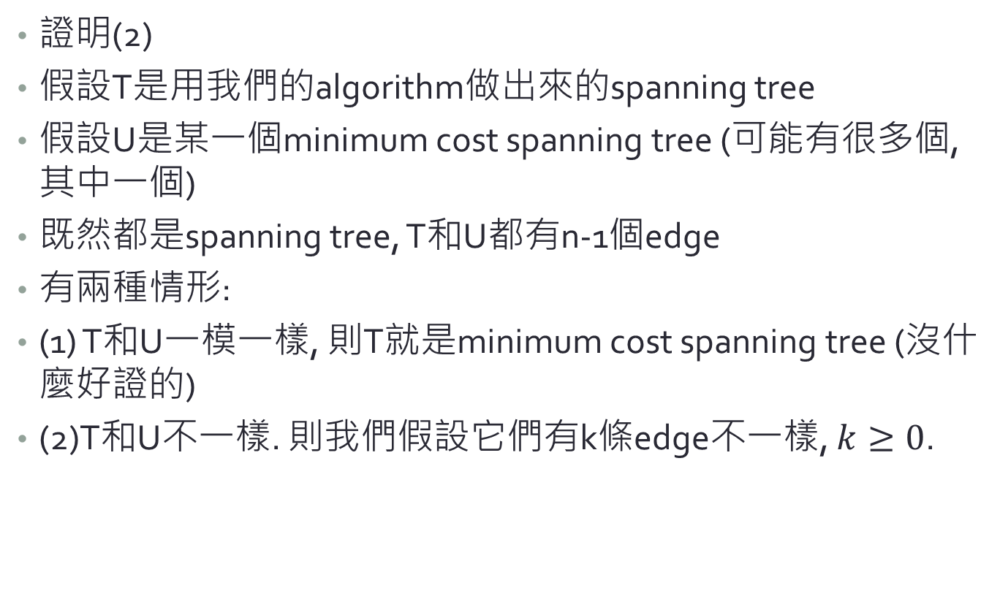 • 證明(2)
• 假設T是用我們的algorithm做出來的spanning tree
• 假設U是某一個minimum cost spanning tree (可能有很多個,
其中一個)
• 既然都是spanning tree, T和U都有n-1個edge
• 有兩種情形:
• (1) T和U一模一樣, 則T就是minimum cost spanning tree (沒什
麼好證的)
• (2)T和U不一樣. 則我們假設它們有k條edge不一樣, k ≥ 0.